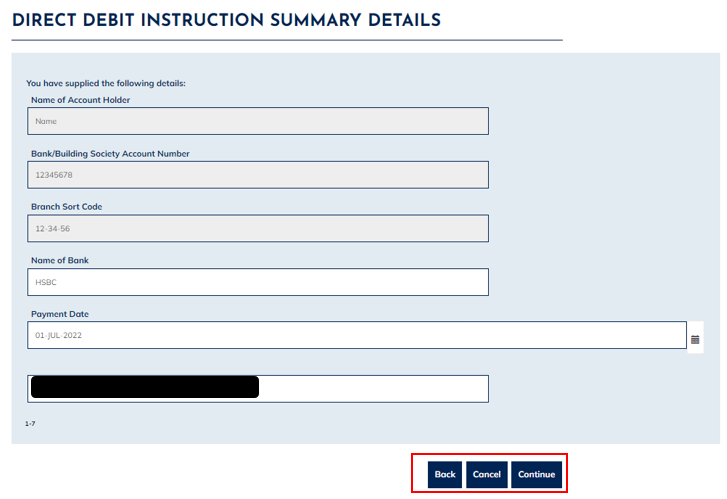 DIRECT DEBIT INSTRUCTION SUMMARY DETAILS
You have supplied the following details:
Name of Account Holder
Name
Bank/Building Society Account Number
12345678
Branch Sort Code
12-34-56
Name of Bank
HSBC
Payment Date
01-JUL-2022
1-7
Back Cancel Continue